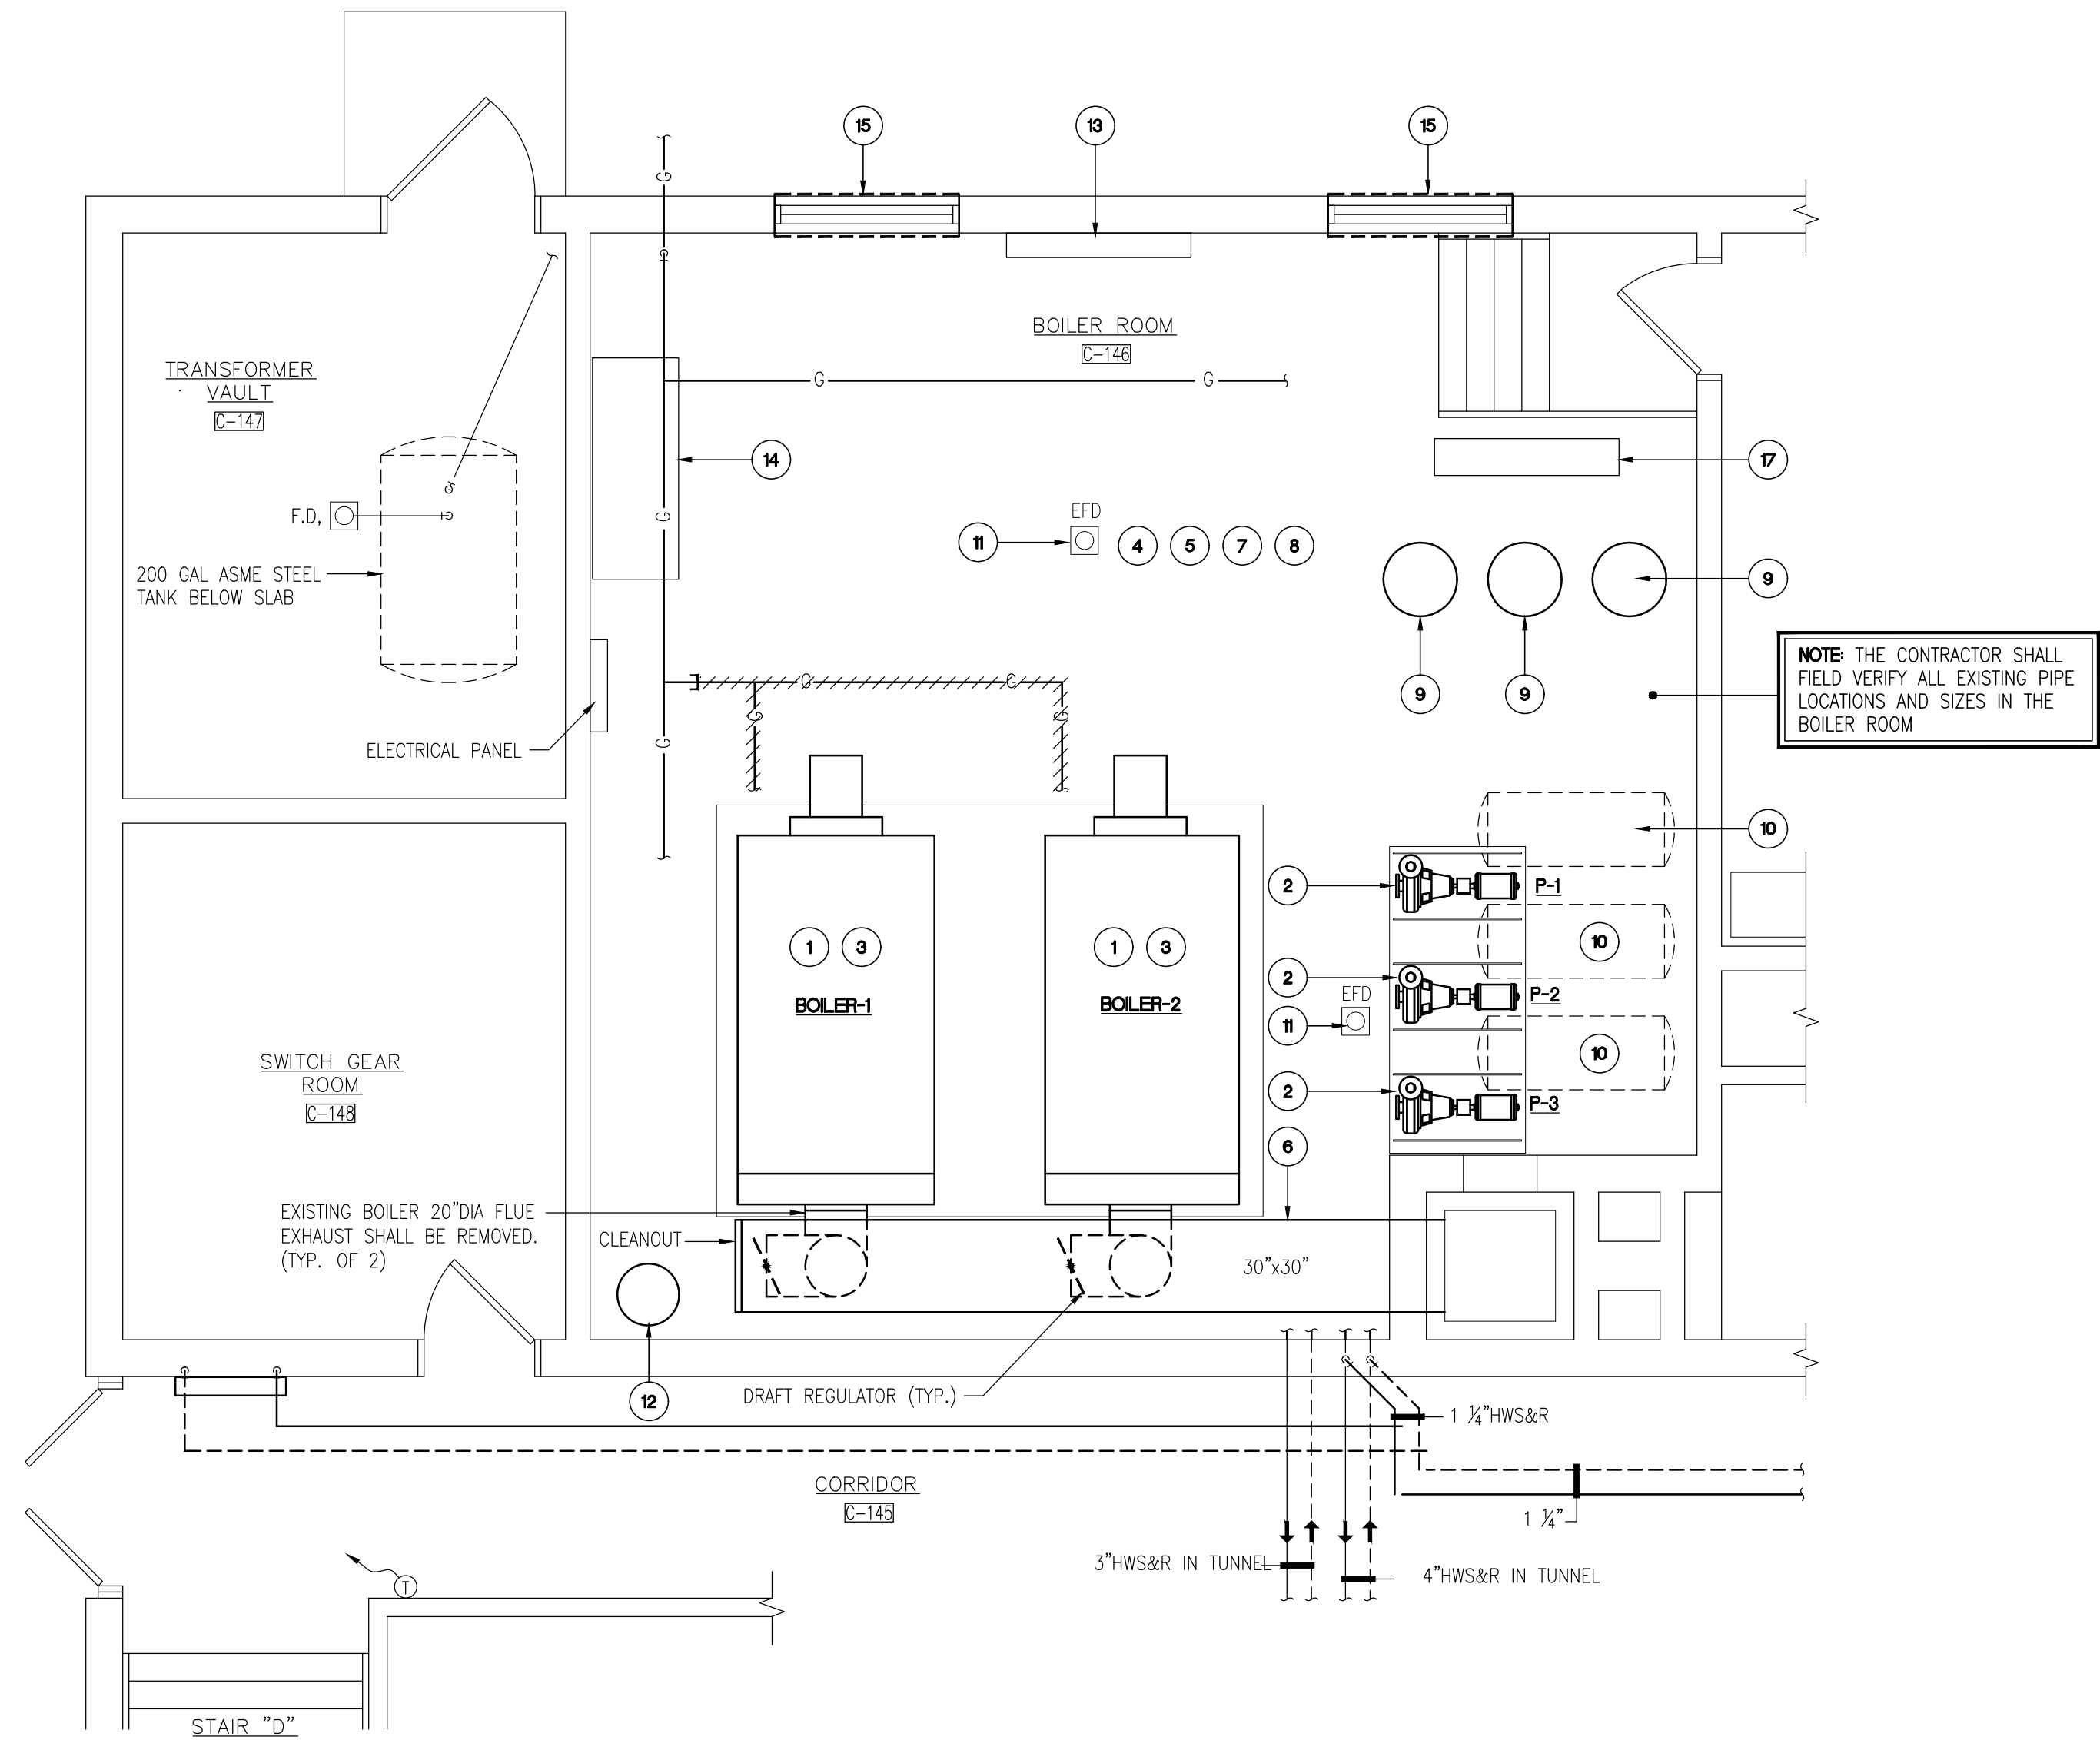 15
13
15
G
BOILER ROOM
C-146
TRANSFORMER
VAULT
C-147
G
G
14
17
F.D,
G
EFD
11
4
5
7
8
200 GAL ASME STEEL
TANK BELOW SLAB
9
9
9
NOTE: THE CONTRACTOR SHALL
FIELD VERIFY ALL EXISTING PIPE
LOCATIONS AND SIZES IN THE
BOILER ROOM
G
G
G
G
G
ELECTRICAL PANEL
10
2
P-1
1
3
1
3
10
BOILER-1
BOILER-2
2
P-2
EFD
11
10
SWITCH GEAR
ROOM
C-148
2
P-3
6
EXISTING BOILER 20"DIA FLUE
EXHAUST SHALL BE REMOVED.
(TYP. OF 2)
CLEANOUT
30"x30"
12
DRAFT REGULATOR (TYP.)
1 ¼"HWS&R
CORRIDOR
C-145
1 ¼"
3"HWS&R IN TUNNEL
4"HWS&R IN TUNNEL
T
STAIR "D"